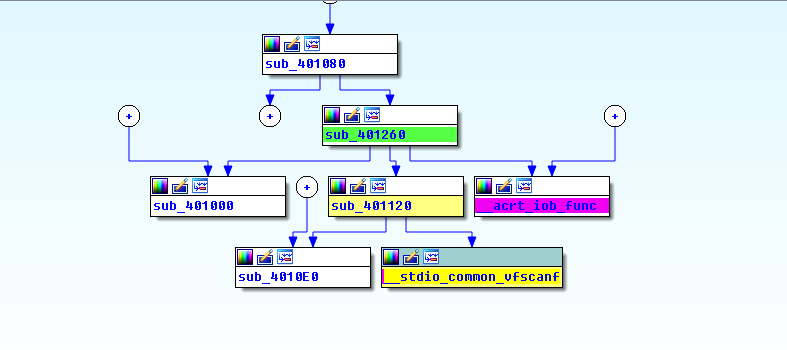 sub_401080
+
+
sub_401260
+
sub_401000
+
sub_401120
__acrt_iob_func
sub_4010E0
__stdio_common_vfscanf